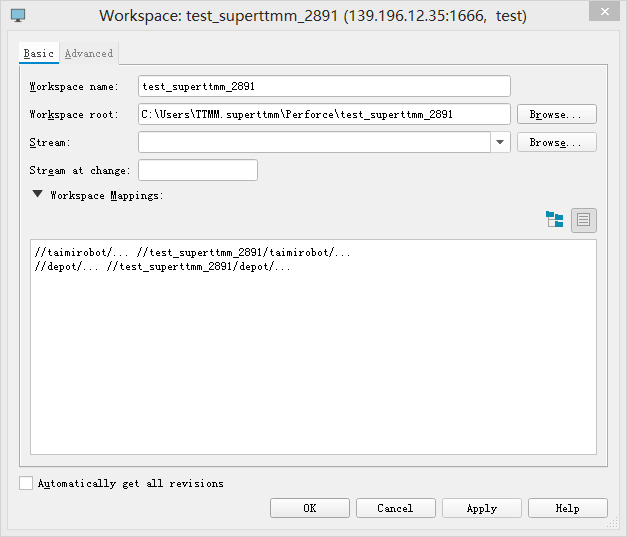 Workspace: test_superttmm_2891 (139.196.12.35:1666, test)
Basic Advanced
Workspace name: test_superttmm_2891
Workspace root: C:\Users\TTMM.superttmm\Perforce\test_superttmm_2891 Browse...
Stream: Browse...
Stream at change:
Workspace Mappings:
//taimirobot/... //test_superttmm_2891/taimirobot/...
//depot/... //test_superttmm_2891/depot/...
Automatically get all revisions
OK Cancel Apply Help